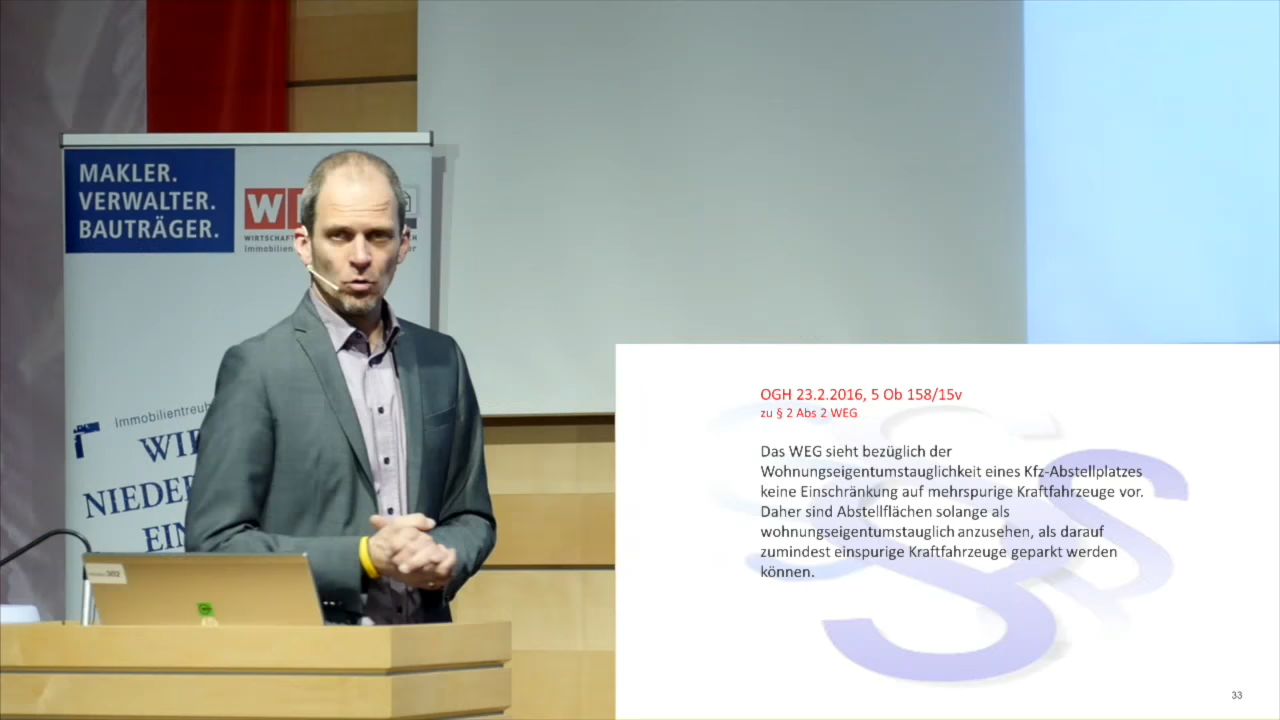 MAKLER.
VERWALTER.
BAUTRÄGER.
W
WIRTSCHAFT
Immobilien
Immobilientreuh
NIEDE
EIN
302
OGH 23.2.2016, 5 Ob 158/15v
zu § 2 Abs 2 WEG
Das WEG sieht bezüglich der
Wohnungseigentumstauglichkeit eines Kfz-Abstellplatzes
keine Einschränkung auf mehrspurige Kraftfahrzeuge vor.
Daher sind Abstellflächen solange als
wohnungseigentumstauglich anzusehen, als darauf
zumindest einspurige Kraftfahrzeuge geparkt werden
können.
33